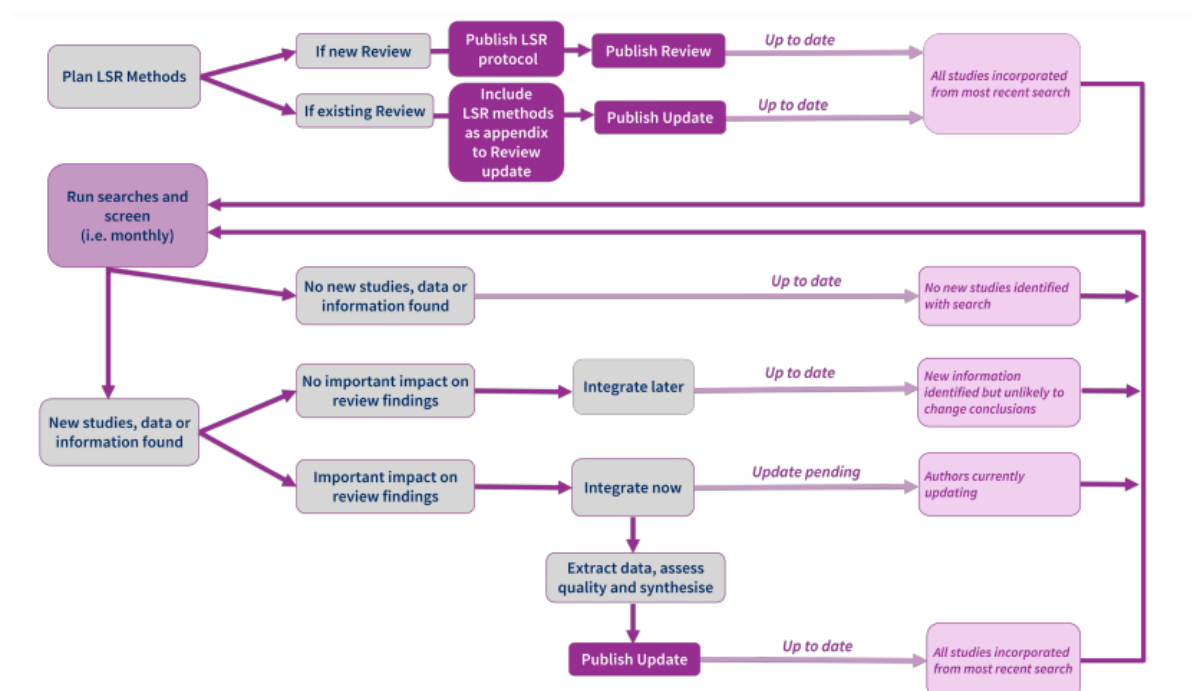 Plan LSR Methods
If new Review
Publish LSR
protocol
Publish Review
Up to date
All studies incorporated
from most recent search
If existing Review
Include
LSR methods
as appendix
to Review
update
Publish Update
Up to date
Run searches and
screen
(i.e. monthly)
No new studies, data or
information found
Up to date
No new studies identified
with search
New studies, data or
information found
No important impact on
review findings
Integrate later
Up to date
New information
identified but unlikely to
change conclusions
Important impact on
review findings
Integrate now
Update pending
Authors currently
updating
Extract data, assess
quality and synthesise
Publish Update
Up to date
All studies incorporated
from most recent search